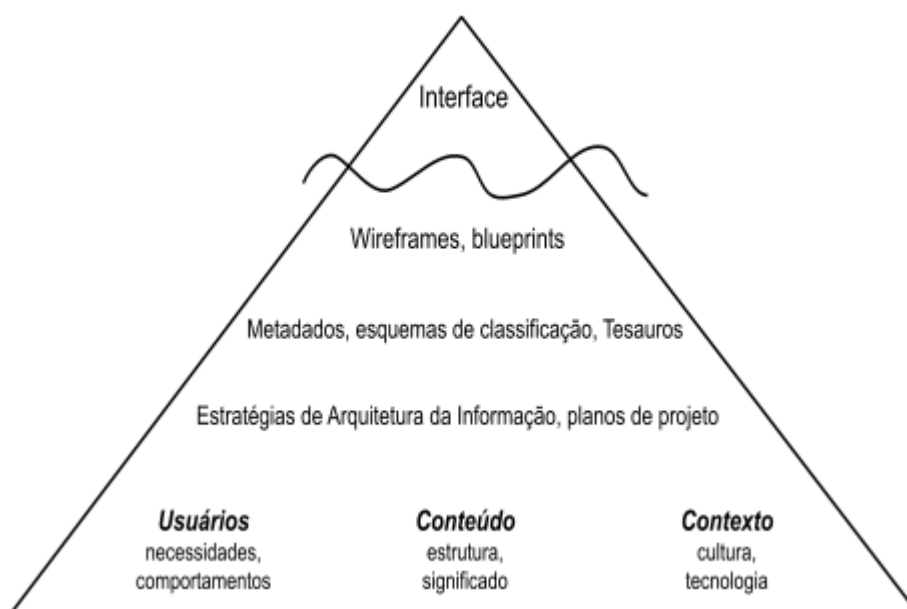 Interface
Wireframes, blueprints
Metadados, esquemas de classificação, Tesauros
Estratégias de Arquitetura da Informação, planos de projeto
Usuários
necessidades,
comportamentos
Conteúdo
estrutura,
significado
Contexto
cultura,
tecnologia